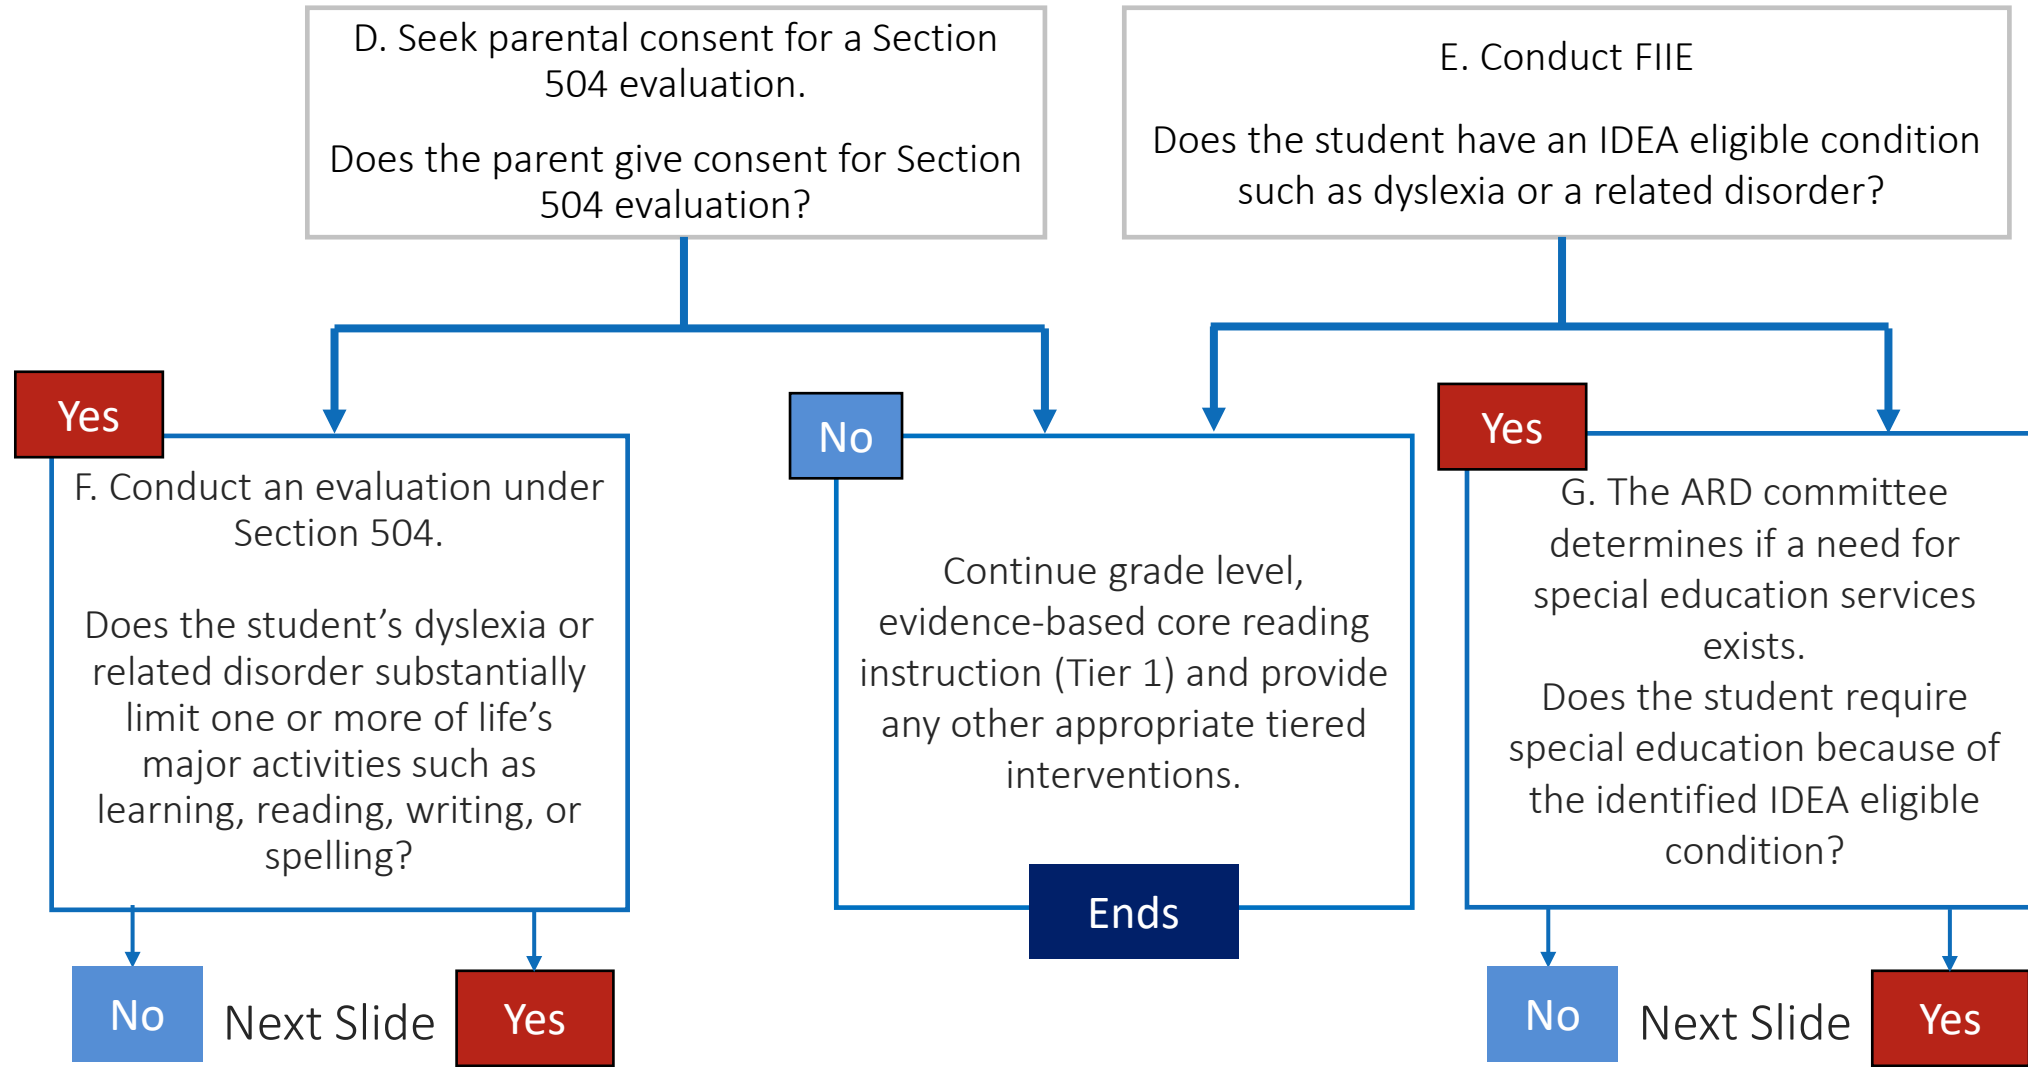 D. Seek parental consent for a Section
504 evaluation.
Does the parent give consent for Section
504 evaluation?
E. Conduct FIIE
Does the student have an IDEA eligible condition
such as dyslexia or a related disorder?
Yes
F. Conduct an evaluation under
Section 504.
Does the student’s dyslexia or
related disorder substantially
limit one or more of life’s
major activities such as
learning, reading, writing, or
spelling?
No
Next Slide
Yes
No
Continue grade level,
evidence-based core reading
instruction (Tier 1) and provide
any other appropriate tiered
interventions.
Ends
Yes
G. The ARD committee
determines if a need for
special education services
exists.
Does the student require
special education because of
the identified IDEA eligible
condition?
No
Next Slide
Yes